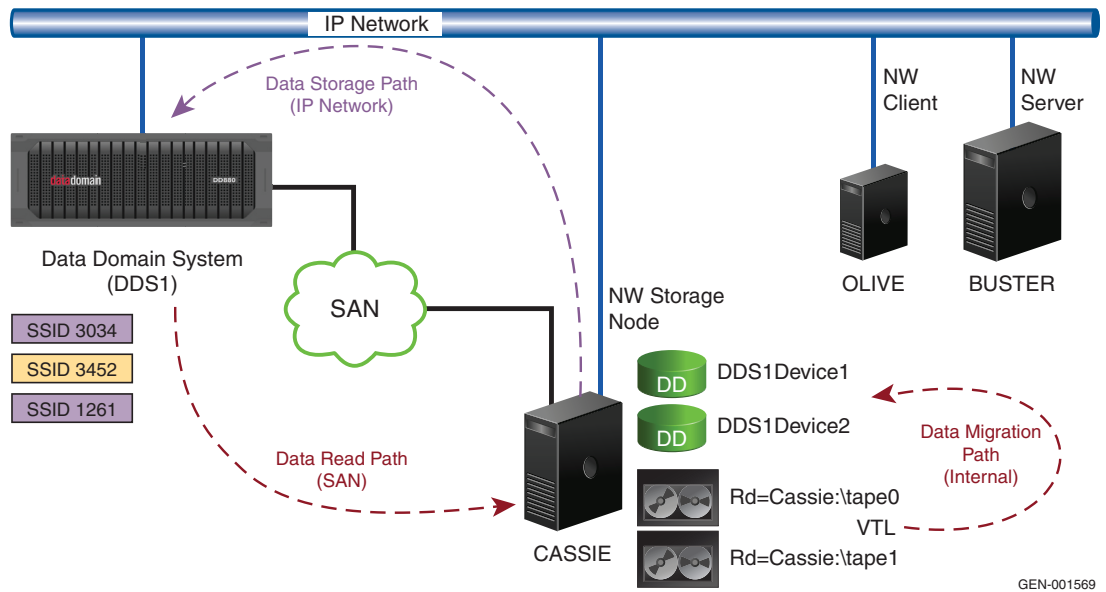 IP Network
Data Storage Path
(IP Network)
NW
Client
NW
Server
datadomain
DD880
Data Domain System
(DDS1)
SAN
OLIVE
BUSTER
NW Storage
Node
SSID 3034
SSID 3452
SSID 1261
DD
DDS1Device1
DD
DDS1Device2
Data Read Path
(SAN)
Data Migration
Path
(Internal)
Rd=Cassie:\tape0
VTL
Rd=Cassie:\tape1
CASSIE
GEN-001569